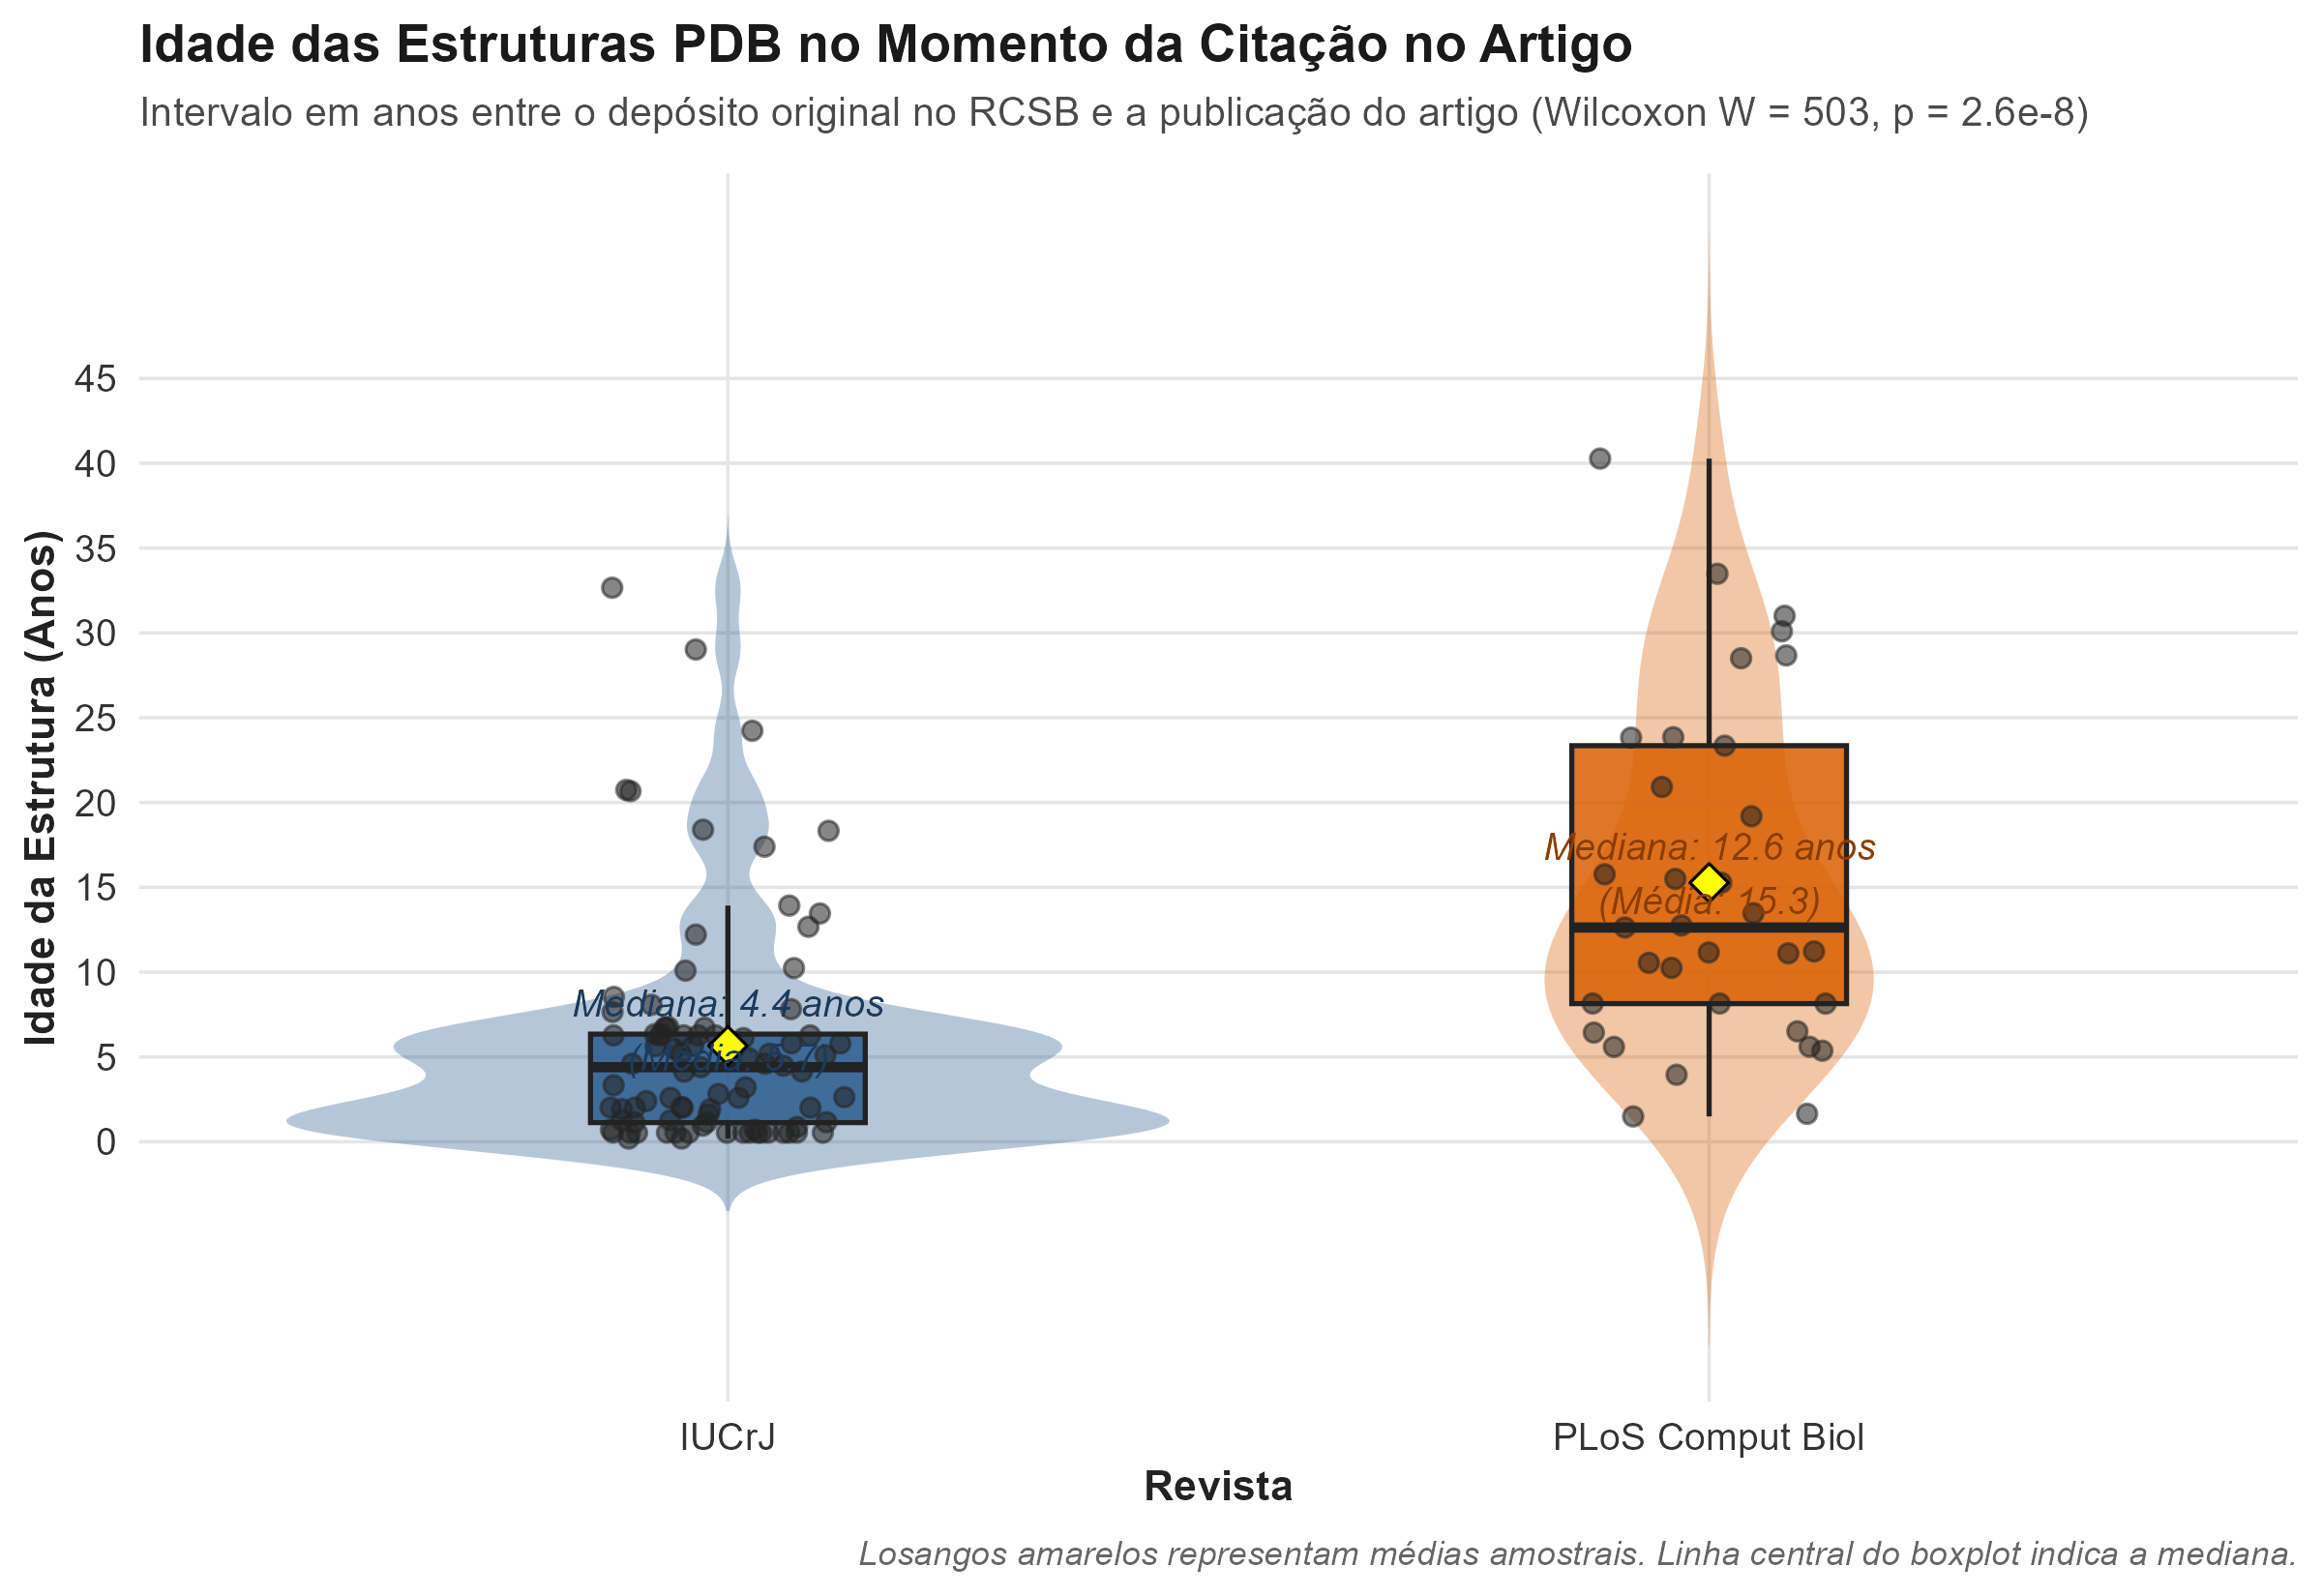 Idade das Estruturas PDB no Momento da Citação no Artigo
Intervalo em anos entre o depósito original no RCSB e a publicação do artigo (Wilcoxon W = 503, p = 2.6e-8)
Idade da Estrutura (Anos)
45
40
35
30
25
20
15
10
5
0
Mediana: 4.4 anos
(Média: 5.7)
Mediana: 12.6 anos
(Média: 15.3)
IUCrJ
PLoS Comput Biol
Revista
Losangos amarelos representam médias amostrais. Linha central do boxplot indica a mediana.